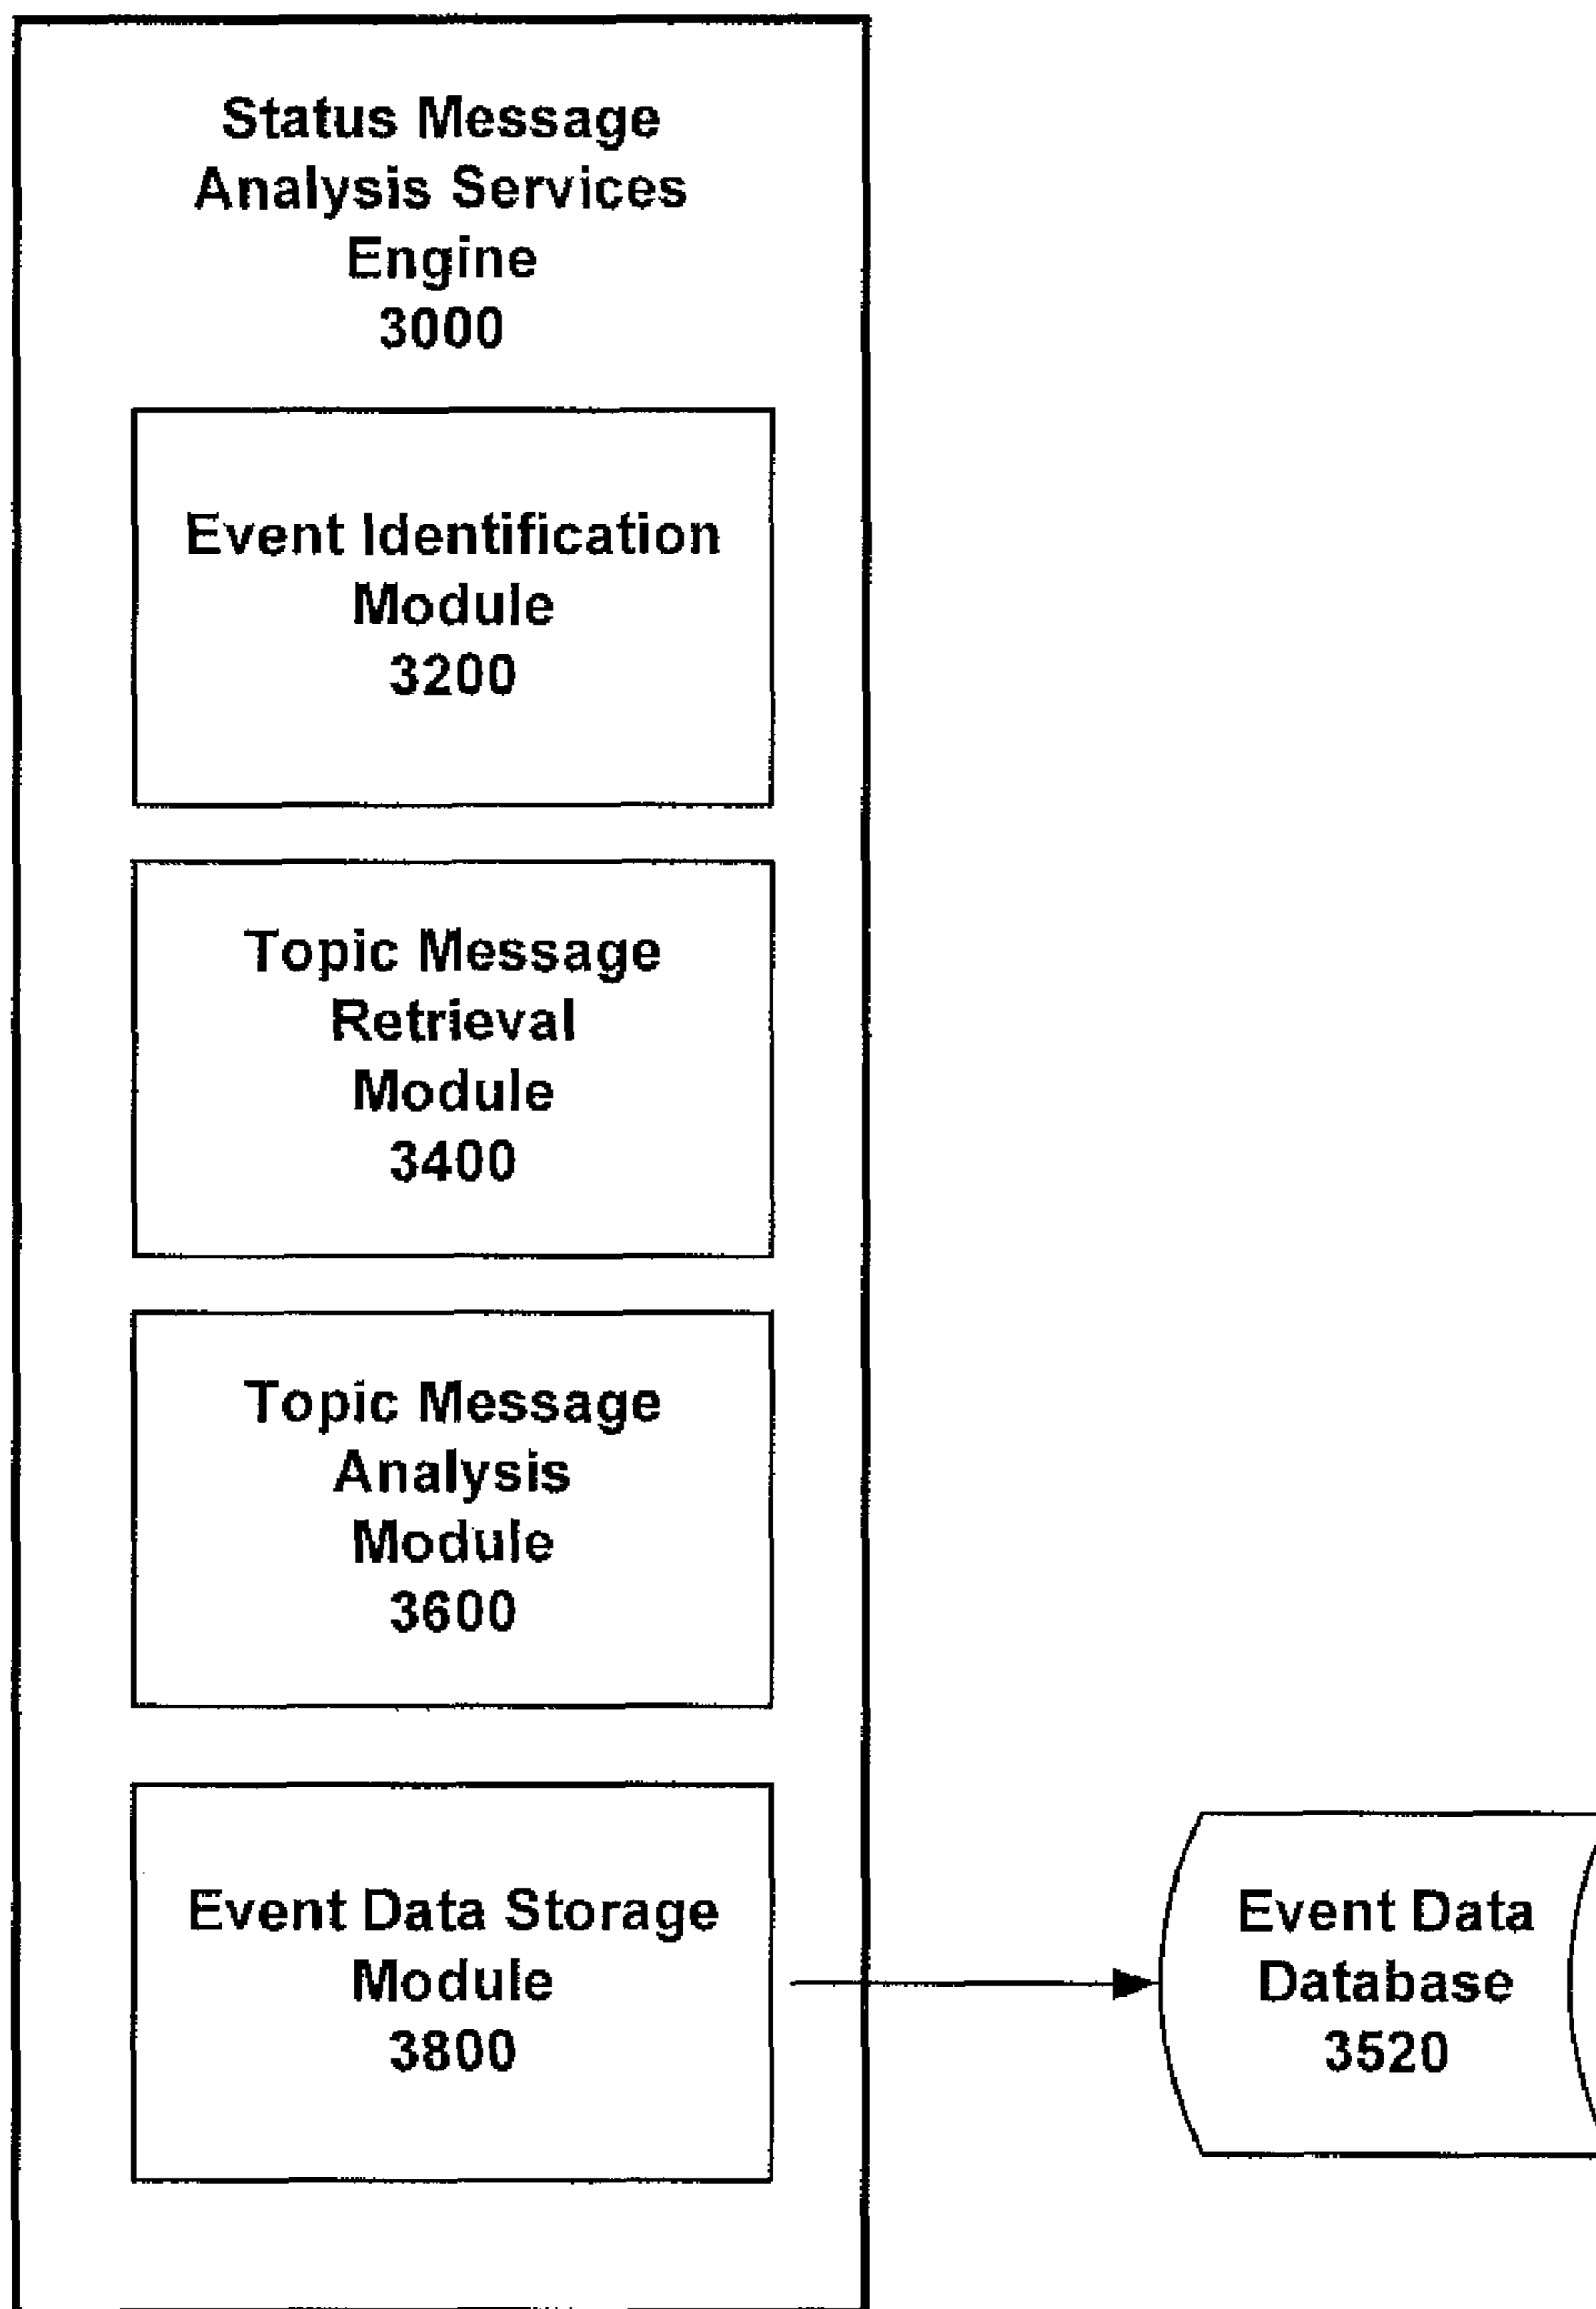 Status Message
Analysis Services
Engine
3000
Event Identification
Module
3200
Topic Message
Retrieval
Module
3400
Topic Message
Analysis
Module
3600
Event Data Storage
Module
3800
Event Data
Database
3520